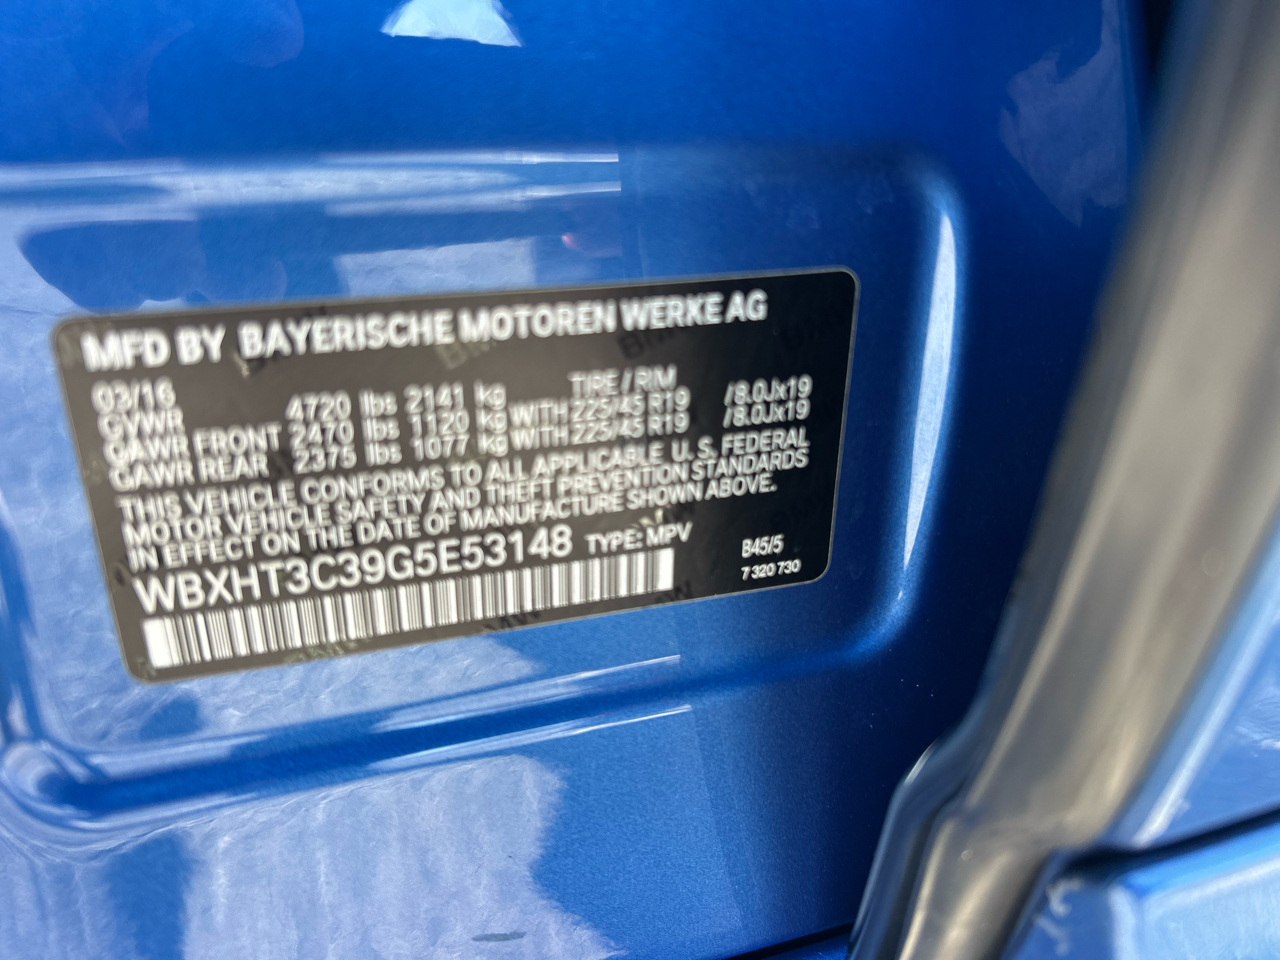 MFD BY BAYERISCHE MOTOREN WERKE AG
03/16 TIRE / RIM
GVWR 4720 lbs 2141 kg
GAWR FRONT 2470 lbs 1120 kg WITH 225/45 R19 /8.0Jx19
GAWR REAR 2375 lbs 1077 kg WITH 225/45 R19 /8.0Jx19
THIS VEHICLE CONFORMS TO ALL APPLICABLE U.S. FEDERAL
MOTOR VEHICLE SAFETY AND THEFT PREVENTION STANDARDS
IN EFFECT ON THE DATE OF MANUFACTURE SHOWN ABOVE.
WBXHT3C39G5E53148 TYPE: MPV B45/5
7 320 730